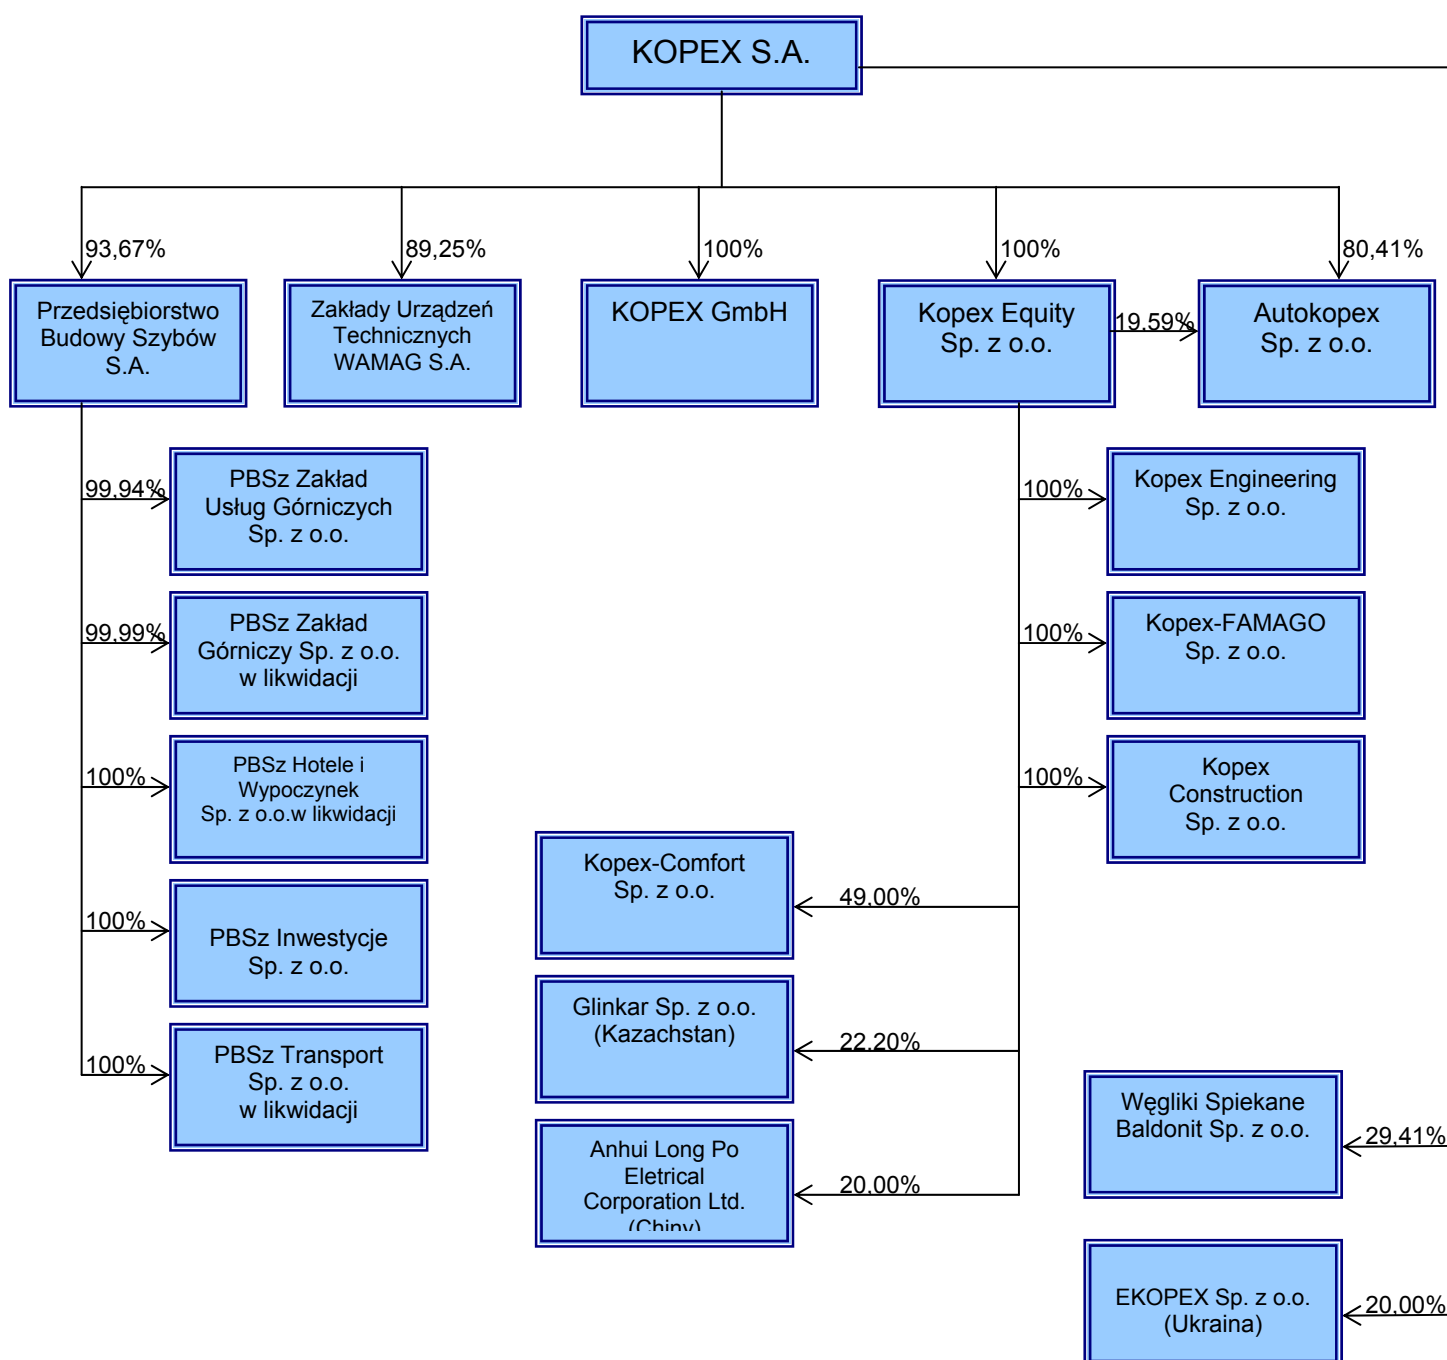 KOPEX S.A.
93,67%
89,25%
100%
100%
80,41%
Przedsiębiorstwo
Budowy Szybów
S.A.
Zakłady Urządzeń
Technicznych
WAMAG S.A.
KOPEX GmbH
Kopex Equity
Sp. z o.o.
19.59%
Autokopex
Sp. z o.o.
99,94%
PBSz Zakład
Usług Górniczych
Sp. z o.o.
100%
Kopex Engineering
Sp. z o.o.
99,99%
PBSz Zakład
Górniczy Sp. z o.o.
w likwidacji
100%
Kopex-FAMAGO
Sp. z o.o.
100%
PBSz Hotele i
Wypoczynek
Sp. z o.o.w likwidacji
100%
Kopex
Construction
Sp. z o.o.
Kopex-Comfort
Sp. z o.o.
49,00%
100%
PBSz Inwestycje
Sp. z o.o.
Glinkar Sp. z o.o.
(Kazachstan)
22.20%
100%
PBSz Transport
Sp. z o.o.
w likwidacji
Węgliki Spiekane
Baldonit Sp. z o.o.
29,41%
Anhui Long Po
Eletrical
Corporation Ltd.
(Chiny)
20,00%
EKOPEX Sp. z o.o.
(Ukraina)
20,00%